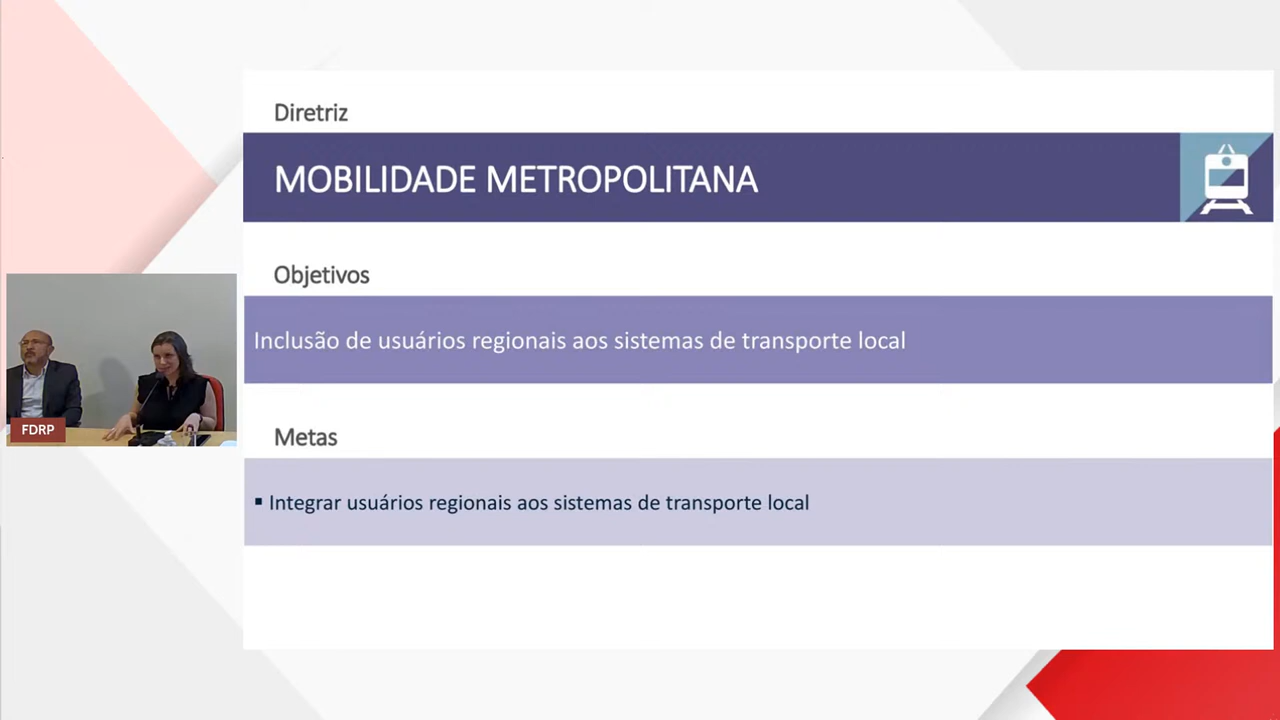 Diretriz
MOBILIDADE METROPOLITANA
Objetivos
Inclusão de usuários regionais aos sistemas de transporte local
FDRP
Metas
▪ Integrar usuários regionais aos sistemas de transporte local